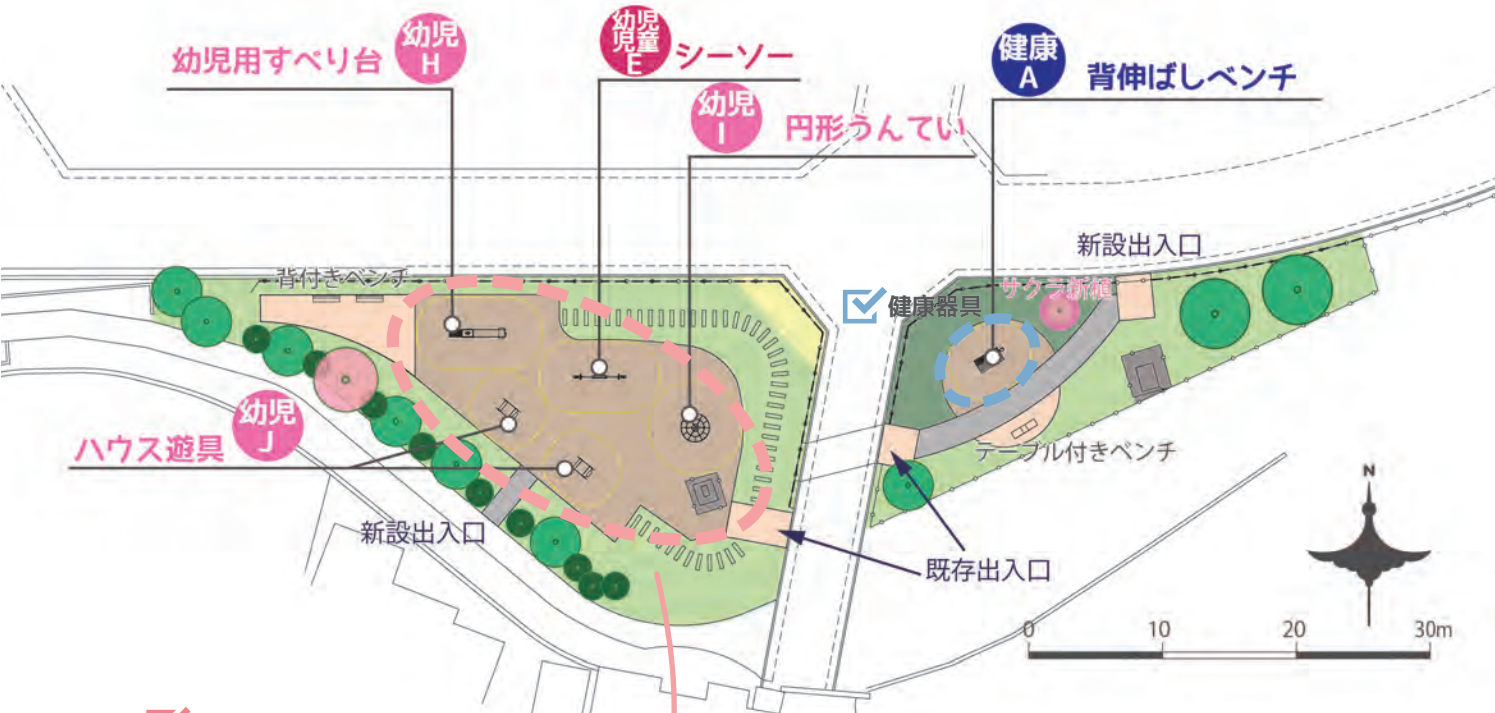 幼児用すべり台
幼児
H
幼児
児童
E
シーソー
幼児
I
円形うんてい
健康
A
背伸ばしベンチ
新設出入口
背付きベンチ
健康器具
サクラ新植
幼児
J
ハウス遊具
テーブル付きベンチ
新設出入口
既存出入口
N
0 10 20 30m